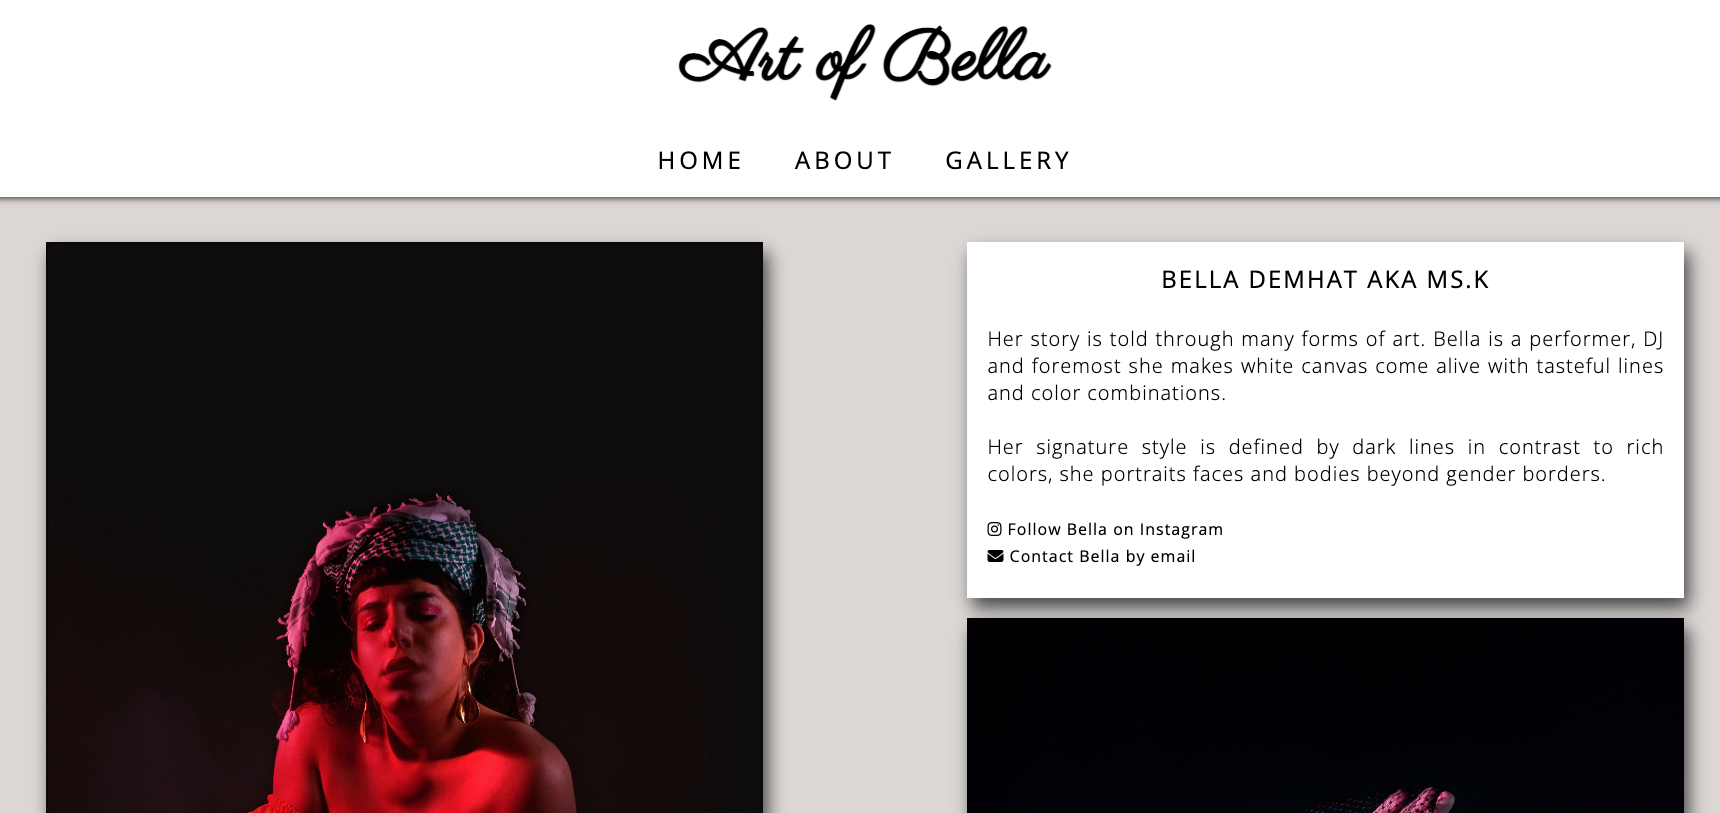 Art of Bella
HOME ABOUT GALLERY
BELLA DEMHAT AKA MS.K
Her story is told through many forms of art. Bella is a performer, DJ
and foremost she makes white canvas come alive with tasteful lines
and color combinations.
Her signature style is defined by dark lines in contrast to rich
colors, she portraits faces and bodies beyond gender borders.
Follow Bella on Instagram
Contact Bella by email